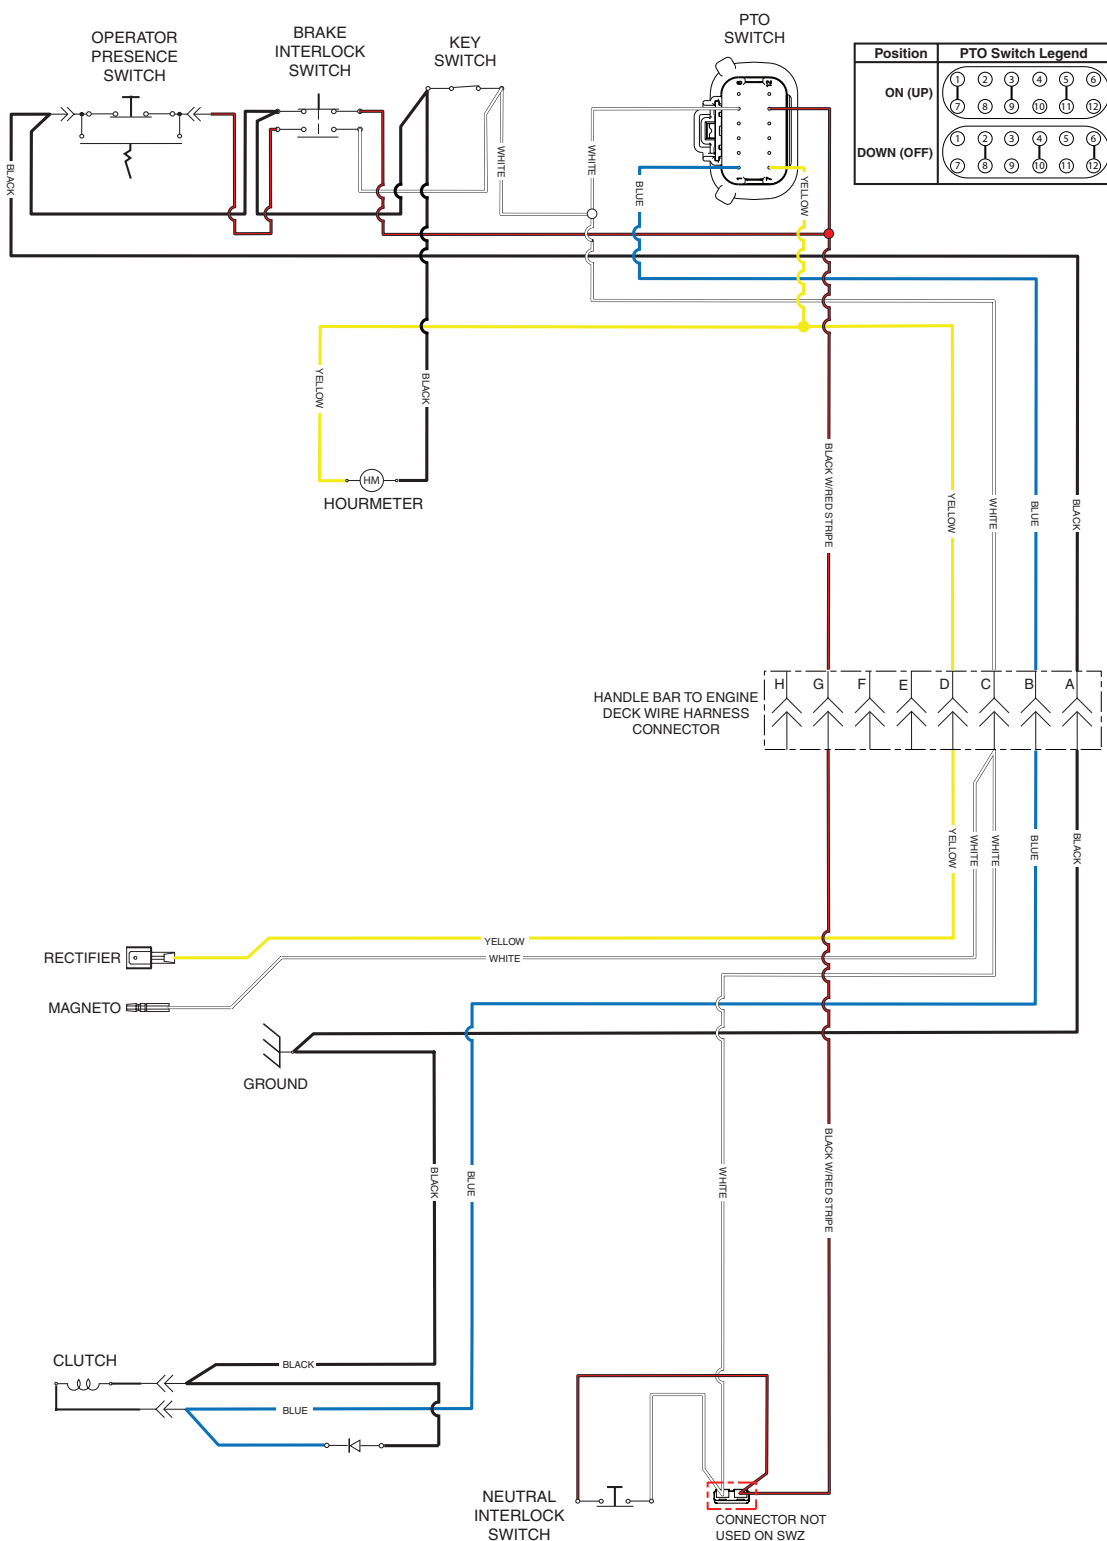 OPERATOR
PRESENCE
SWITCH
BRAKE
INTERLOCK
SWITCH
KEY
SWITCH
PTO
SWITCH
Position
PTO Switch Legend
ON (UP)
1 2 3 4 5 6
7 8 9 10 11 12
DOWN (OFF)
1 2 3 4 5 6
7 8 9 10 11 12
6 12
1 7
BLACK
WHITE
WHITE
BLUE
YELLOW
YELLOW
BLACK
HM
HOURMETER
BLACK W/RED STRIPE
YELLOW
WHITE
BLUE
BLACK
HANDLE BAR TO ENGINE
DECK WIRE HARNESS
CONNECTOR
H G F E D C B A
YELLOW
WHITE
WHITE
BLUE
BLACK
RECTIFIER
YELLOW
WHITE
MAGNETO
GROUND
BLACK
BLUE
WHITE
BLACK W/RED STRIPE
CLUTCH
BLACK
BLUE
NEUTRAL
INTERLOCK
SWITCH
CONNECTOR NOT
USED ON SWZ